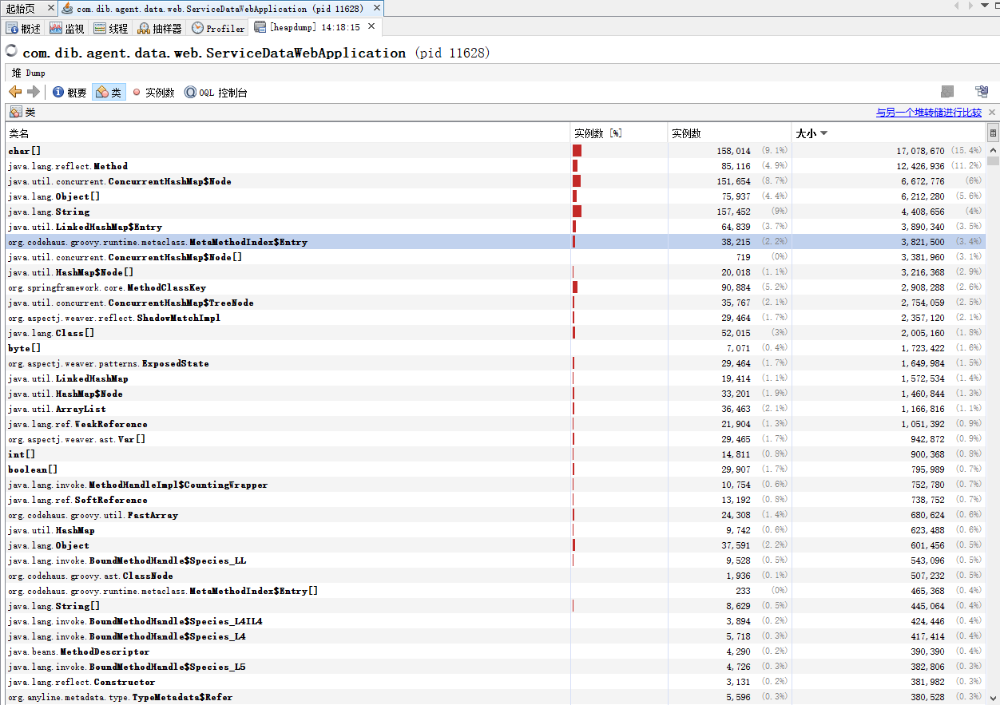 起始页 × com.dib.agent.data.web.ServiceDataWebApplication (pid 11628) ×
概述 监视 线程 抽样器 Profiler [heapdump] 14:18:15 ×
com.dib.agent.data.web.ServiceDataWebApplication (pid 11628)
堆 Dump
概要 类 实例数 OQL 控制台
类 与另一个堆转储进行比较 ×
类名 实例数 [%] 实例数 大小
char[] 158,014 (9.1%) 17,078,670 (15.4%)
java.lang.reflect.Method 85,116 (4.9%) 12,426,936 (11.2%)
java.util.concurrent.ConcurrentHashMap$Node 151,654 (8.7%) 6,672,776 (6%)
java.lang.Object[] 75,937 (4.4%) 6,212,280 (5.6%)
java.lang.String 157,452 (9%) 4,408,656 (4%)
java.util.LinkedHashMap$Entry 64,839 (3.7%) 3,890,340 (3.5%)
org.codehaus.groovy.runtime.metaclass.MetaMethodIndex$Entry 38,215 (2.2%) 3,821,500 (3.4%)
java.util.concurrent.ConcurrentHashMap$Node[] 719 (0%) 3,381,960 (3.1%)
java.util.HashMap$Node[] 20,018 (1.1%) 3,216,368 (2.9%)
org.springframework.core.MethodClassKey 90,884 (5.2%) 2,908,288 (2.6%)
java.util.concurrent.ConcurrentHashMap$TreeNode 35,767 (2.1%) 2,754,059 (2.5%)
org.aspectj.weaver.reflect.ShadowMatchImpl 29,464 (1.7%) 2,357,120 (2.1%)
java.lang.Class[] 52,015 (3%) 2,005,160 (1.8%)
byte[] 7,071 (0.4%) 1,723,422 (1.6%)
org.aspectj.weaver.patterns.ExposedState 29,464 (1.7%) 1,649,984 (1.5%)
java.util.LinkedHashMap 19,414 (1.1%) 1,572,534 (1.4%)
java.util.HashMap$Node 33,201 (1.9%) 1,460,844 (1.3%)
java.util.ArrayList 36,463 (2.1%) 1,166,816 (1.1%)
java.lang.ref.WeakReference 21,904 (1.3%) 1,051,392 (0.9%)
org.aspectj.weaver.ast.Var[] 29,465 (1.7%) 942,872 (0.9%)
int[] 14,811 (0.8%) 900,368 (0.8%)
boolean[] 29,907 (1.7%) 795,989 (0.7%)
java.lang.invoke.MethodHandleImpl$CountingWrapper 10,754 (0.6%) 752,780 (0.7%)
java.lang.ref.SoftReference 13,192 (0.8%) 738,752 (0.7%)
org.codehaus.groovy.util.FastArray 24,308 (1.4%) 680,624 (0.6%)
java.util.HashMap 9,742 (0.6%) 623,488 (0.6%)
java.lang.Object 37,591 (2.2%) 601,456 (0.5%)
java.lang.invoke.BoundMethodHandle$Species_LL 9,528 (0.5%) 543,096 (0.5%)
org.codehaus.groovy.ast.ClassNode 1,936 (0.1%) 507,232 (0.5%)
org.codehaus.groovy.runtime.metaclass.MetaMethodIndex$Entry[] 233 (0%) 465,368 (0.4%)
java.lang.String[] 8,629 (0.5%) 445,064 (0.4%)
java.lang.invoke.BoundMethodHandle$Species_L4IL4 3,894 (0.2%) 424,446 (0.4%)
java.lang.invoke.BoundMethodHandle$Species_L4 5,718 (0.3%) 417,414 (0.4%)
java.beans.MethodDescriptor 4,290 (0.2%) 390,390 (0.4%)
java.lang.invoke.BoundMethodHandle$Species_L5 4,726 (0.3%) 382,806 (0.3%)
java.lang.reflect.Constructor 3,131 (0.2%) 381,982 (0.3%)
org.anyline.metadata.type.TypeMetadata$Refer 5,596 (0.3%) 380,528 (0.3%)